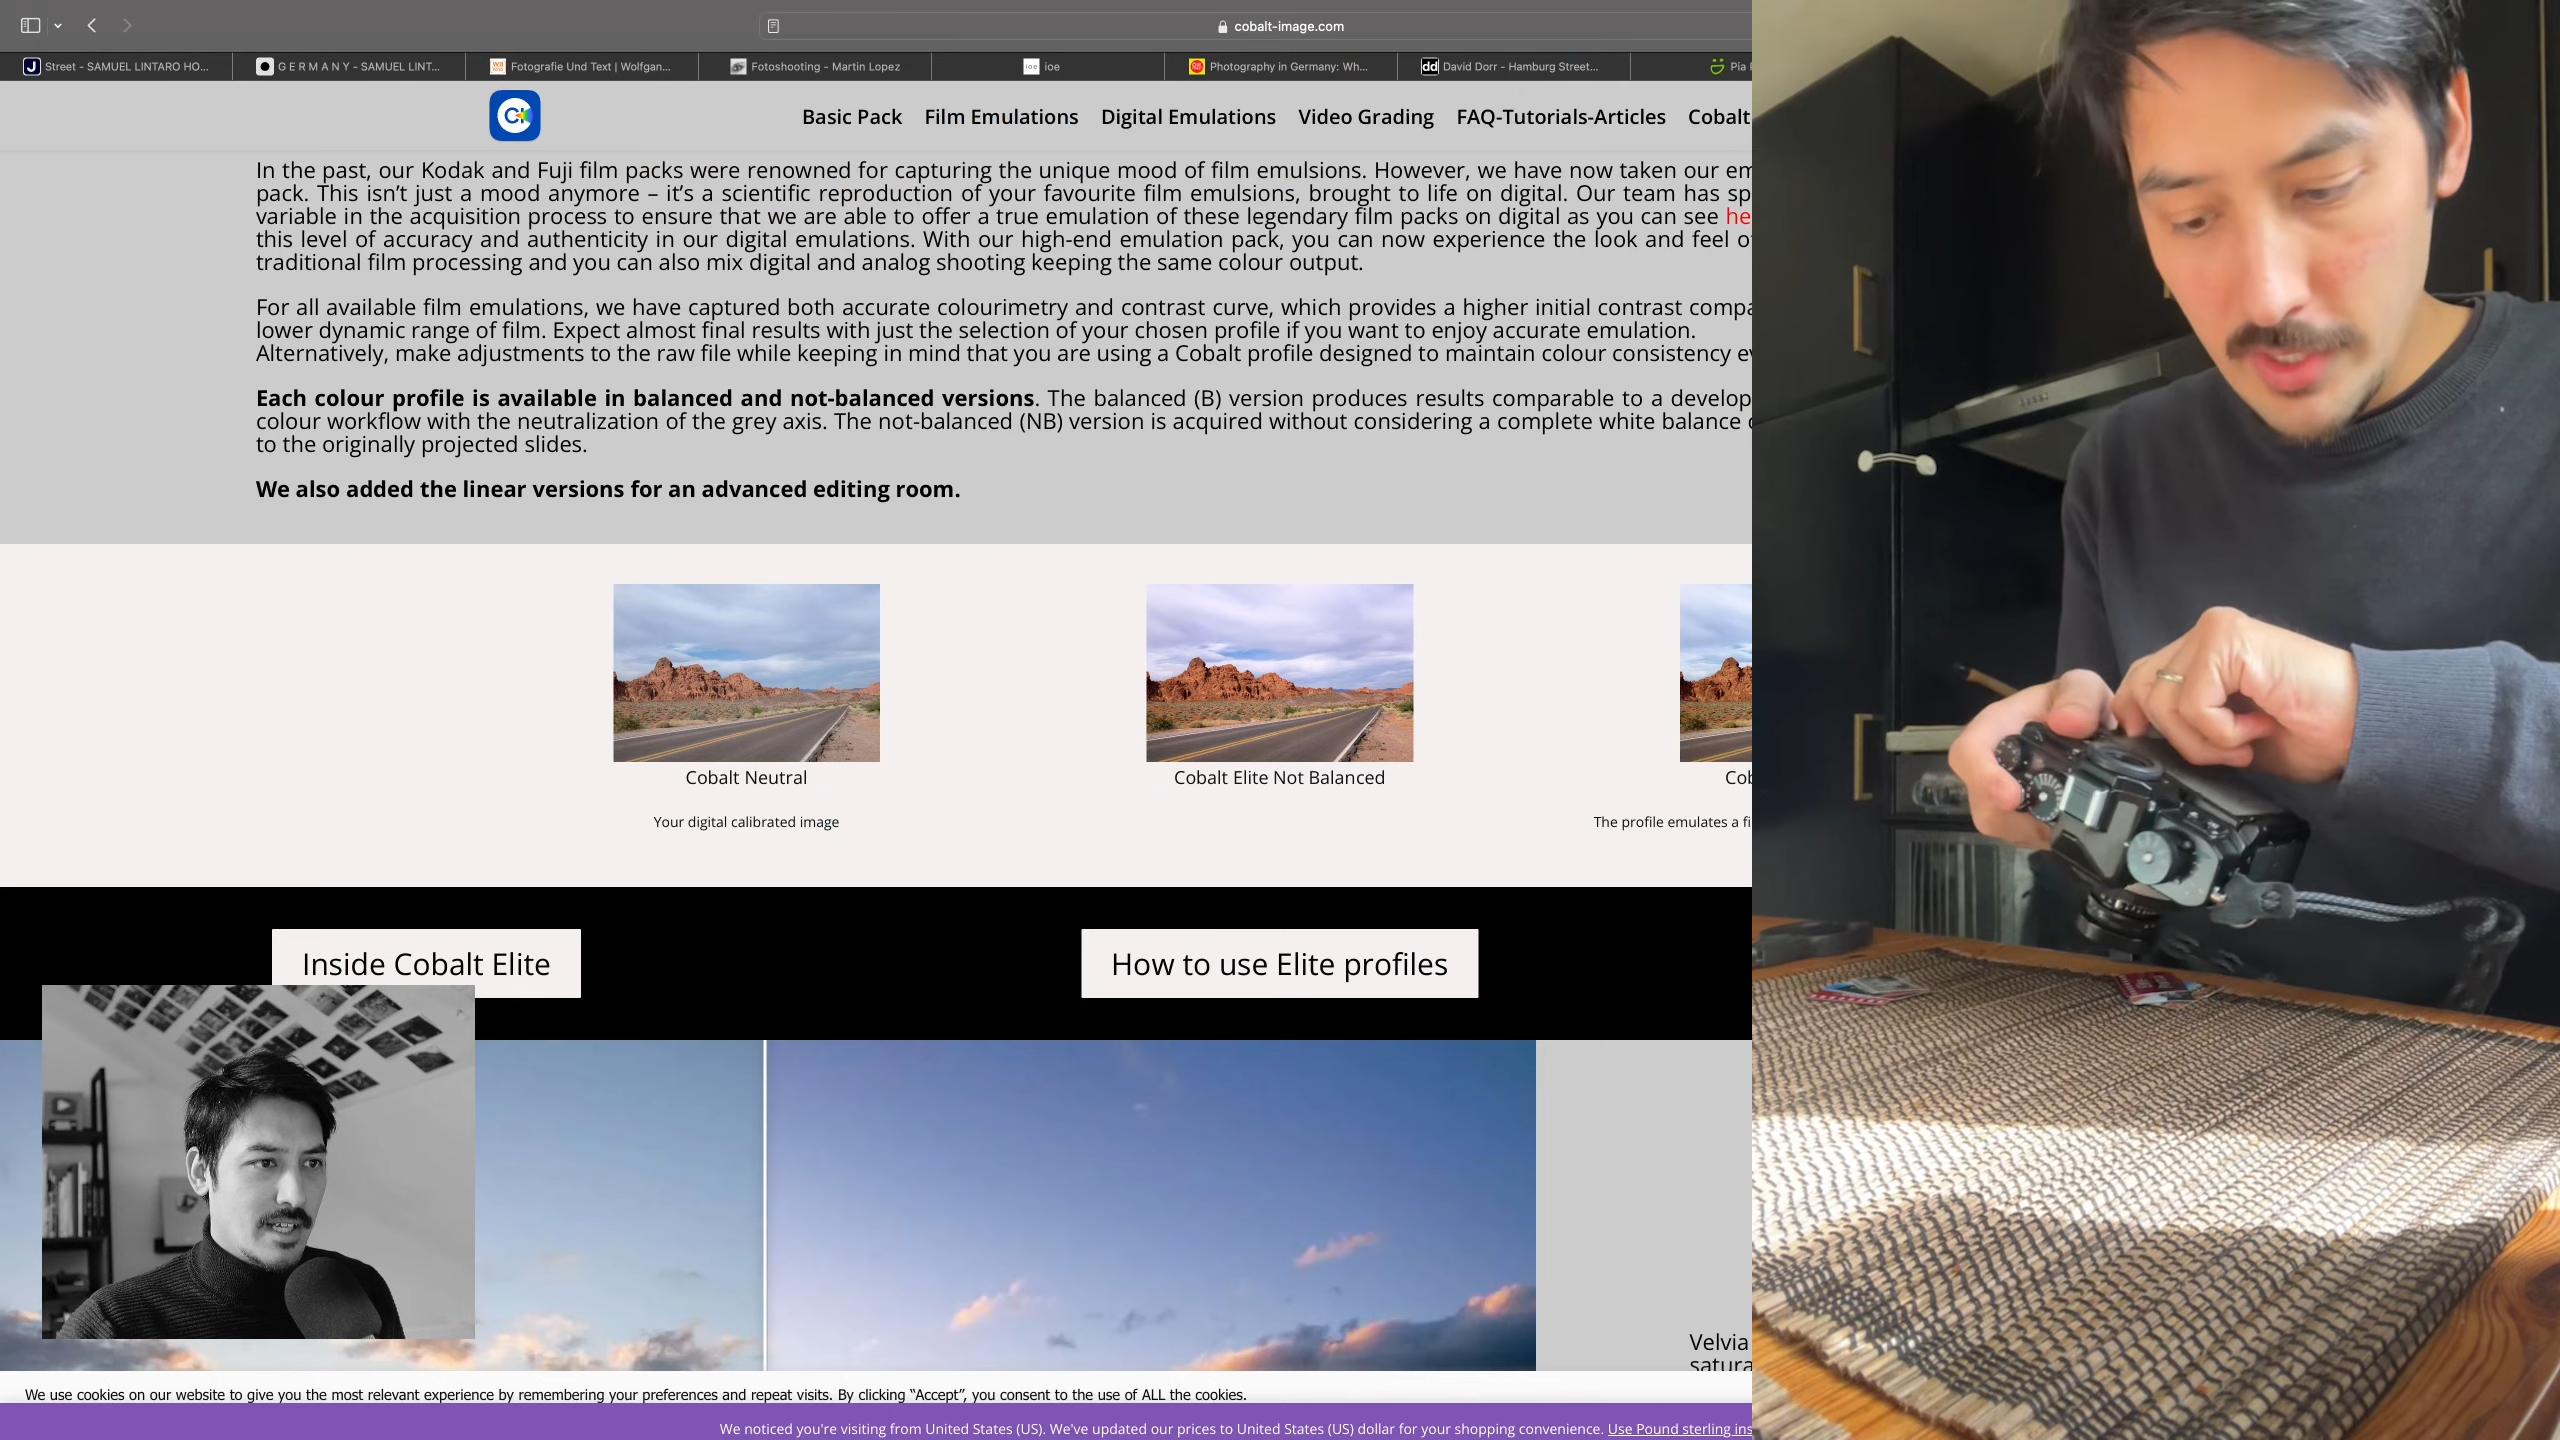 cobalt-image.com
Street - SAMUEL LINTARO HO...
G E R M A N Y - SAMUEL LINT...
Fotografie Und Text | Wolfgan...
Fotoshooting - Martin Lopez
ioe
Photography in Germany: Wh...
David Dorr - Hamburg Street...
Pia
Basic Pack Film Emulations Digital Emulations Video Grading FAQ-Tutorials-Articles Cobalt
In the past, our Kodak and Fuji film packs were renowned for capturing the unique mood of film emulsions. However, we have now taken our em
pack. This isn’t just a mood anymore – it’s a scientific reproduction of your favourite film emulsions, brought to life on digital. Our team has sp
variable in the acquisition process to ensure that we are able to offer a true emulation of these legendary film packs on digital as you can see he
this level of accuracy and authenticity in our digital emulations. With our high-end emulation pack, you can now experience the look and feel o
traditional film processing and you can also mix digital and analog shooting keeping the same colour output.
For all available film emulations, we have captured both accurate colourimetry and contrast curve, which provides a higher initial contrast compa
lower dynamic range of film. Expect almost final results with just the selection of your chosen profile if you want to enjoy accurate emulation.
Alternatively, make adjustments to the raw file while keeping in mind that you are using a Cobalt profile designed to maintain colour consistency ev
Each colour profile is available in balanced and not-balanced versions. The balanced (B) version produces results comparable to a develop
colour workflow with the neutralization of the grey axis. The not-balanced (NB) version is acquired without considering a complete white balance
to the originally projected slides.
We also added the linear versions for an advanced editing room.
Cobalt Neutral
Cobalt Elite Not Balanced
Cob
Your digital calibrated image
The profile emulates a fi
Inside Cobalt Elite
How to use Elite profiles
Velvia
satura
We use cookies on our website to give you the most relevant experience by remembering your preferences and repeat visits. By clicking “Accept”, you consent to the use of ALL the cookies.
We noticed you're visiting from United States (US). We've updated our prices to United States (US) dollar for your shopping convenience. Use Pound sterling ins